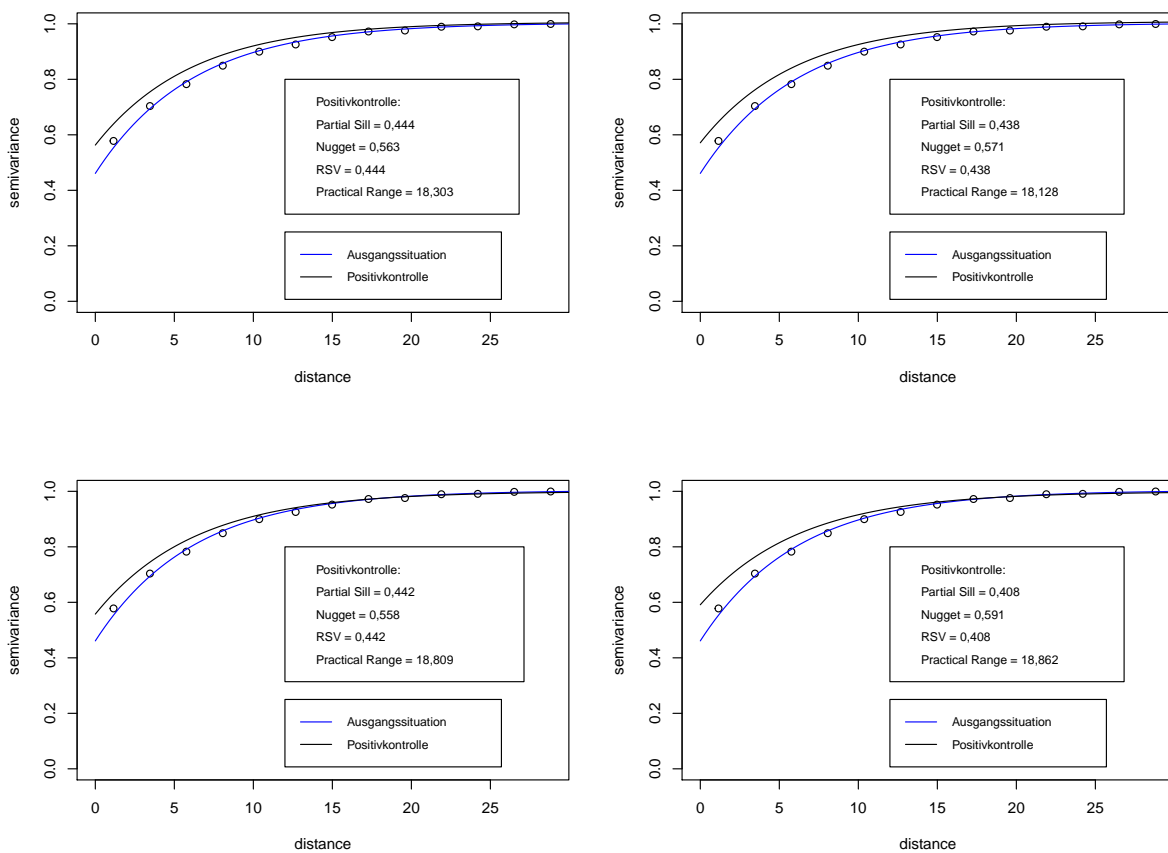 semivariance
0.0 0.2 0.4 0.6 0.8 1.0
Positivkontrolle:
Partial Sill = 0,444
Nugget = 0,563
RSV = 0,444
Practical Range = 18,303
Ausgangssituation
Positivkontrolle
0 5 10 15 20 25
distance
semivariance
0.0 0.2 0.4 0.6 0.8 1.0
Positivkontrolle:
Partial Sill = 0,438
Nugget = 0,571
RSV = 0,438
Practical Range = 18,128
Ausgangssituation
Positivkontrolle
0 5 10 15 20 25
distance
semivariance
0.0 0.2 0.4 0.6 0.8 1.0
Positivkontrolle:
Partial Sill = 0,442
Nugget = 0,558
RSV = 0,442
Practical Range = 18,809
Ausgangssituation
Positivkontrolle
0 5 10 15 20 25
distance
semivariance
0.0 0.2 0.4 0.6 0.8 1.0
Positivkontrolle:
Partial Sill = 0,408
Nugget = 0,591
RSV = 0,408
Practical Range = 18,862
Ausgangssituation
Positivkontrolle
0 5 10 15 20 25
distance